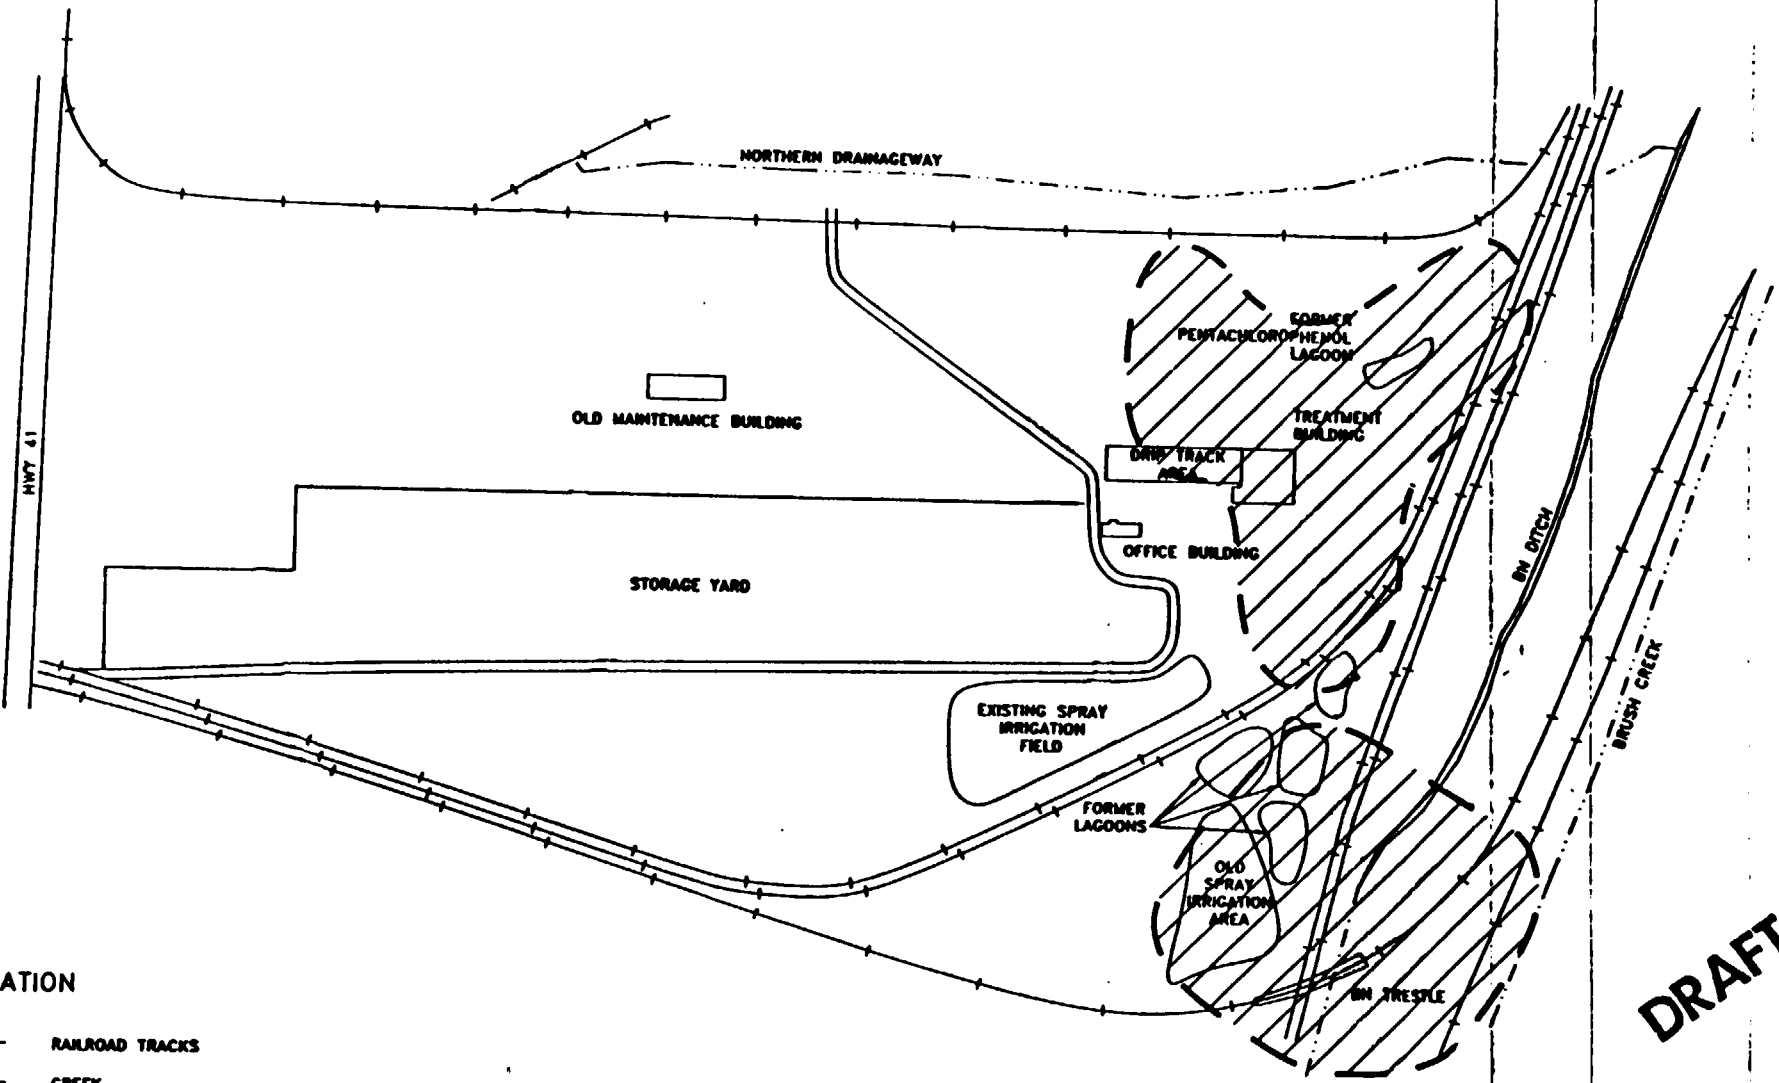 NORTHERN DRAINAGEWAY
FORMER
PENTACHLOROPHENOL
LAGOON
OLD MAINTENANCE BUILDING
TREATMENT
BUILDING
HWY 41
DRIP TRACK
AREA
OFFICE BUILDING
BN DITCH
STORAGE YARD
BRUSH CREEK
EXISTING SPRAY
IRRIGATION
FIELD
FORMER
LAGOONS
OLD
SPRAY
IRRIGATION
AREA
BN TRESTLE
DRAFT
ATION
RAILROAD TRACKS
CREEK